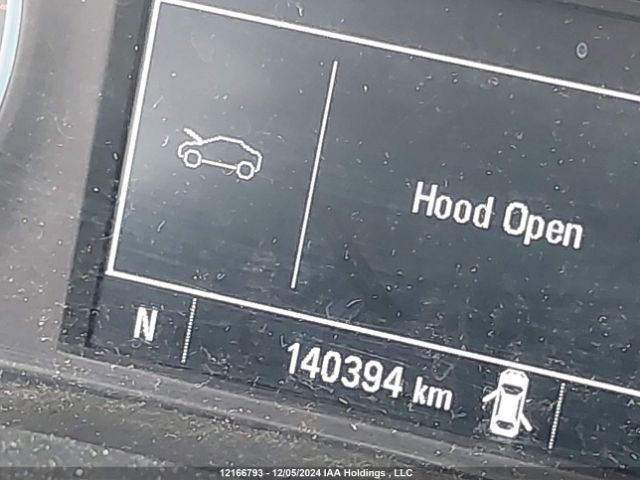 Hood Open
N
140394 km
12166793 - 12/05/2024 IAA Holdings , LLC